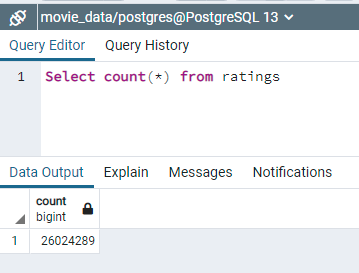 movie_data/postgres@PostgreSQL 13
Query Editor Query History
1 Select count(*) from ratings
Data Output Explain Messages Notifications
count
bigint
1 26024289